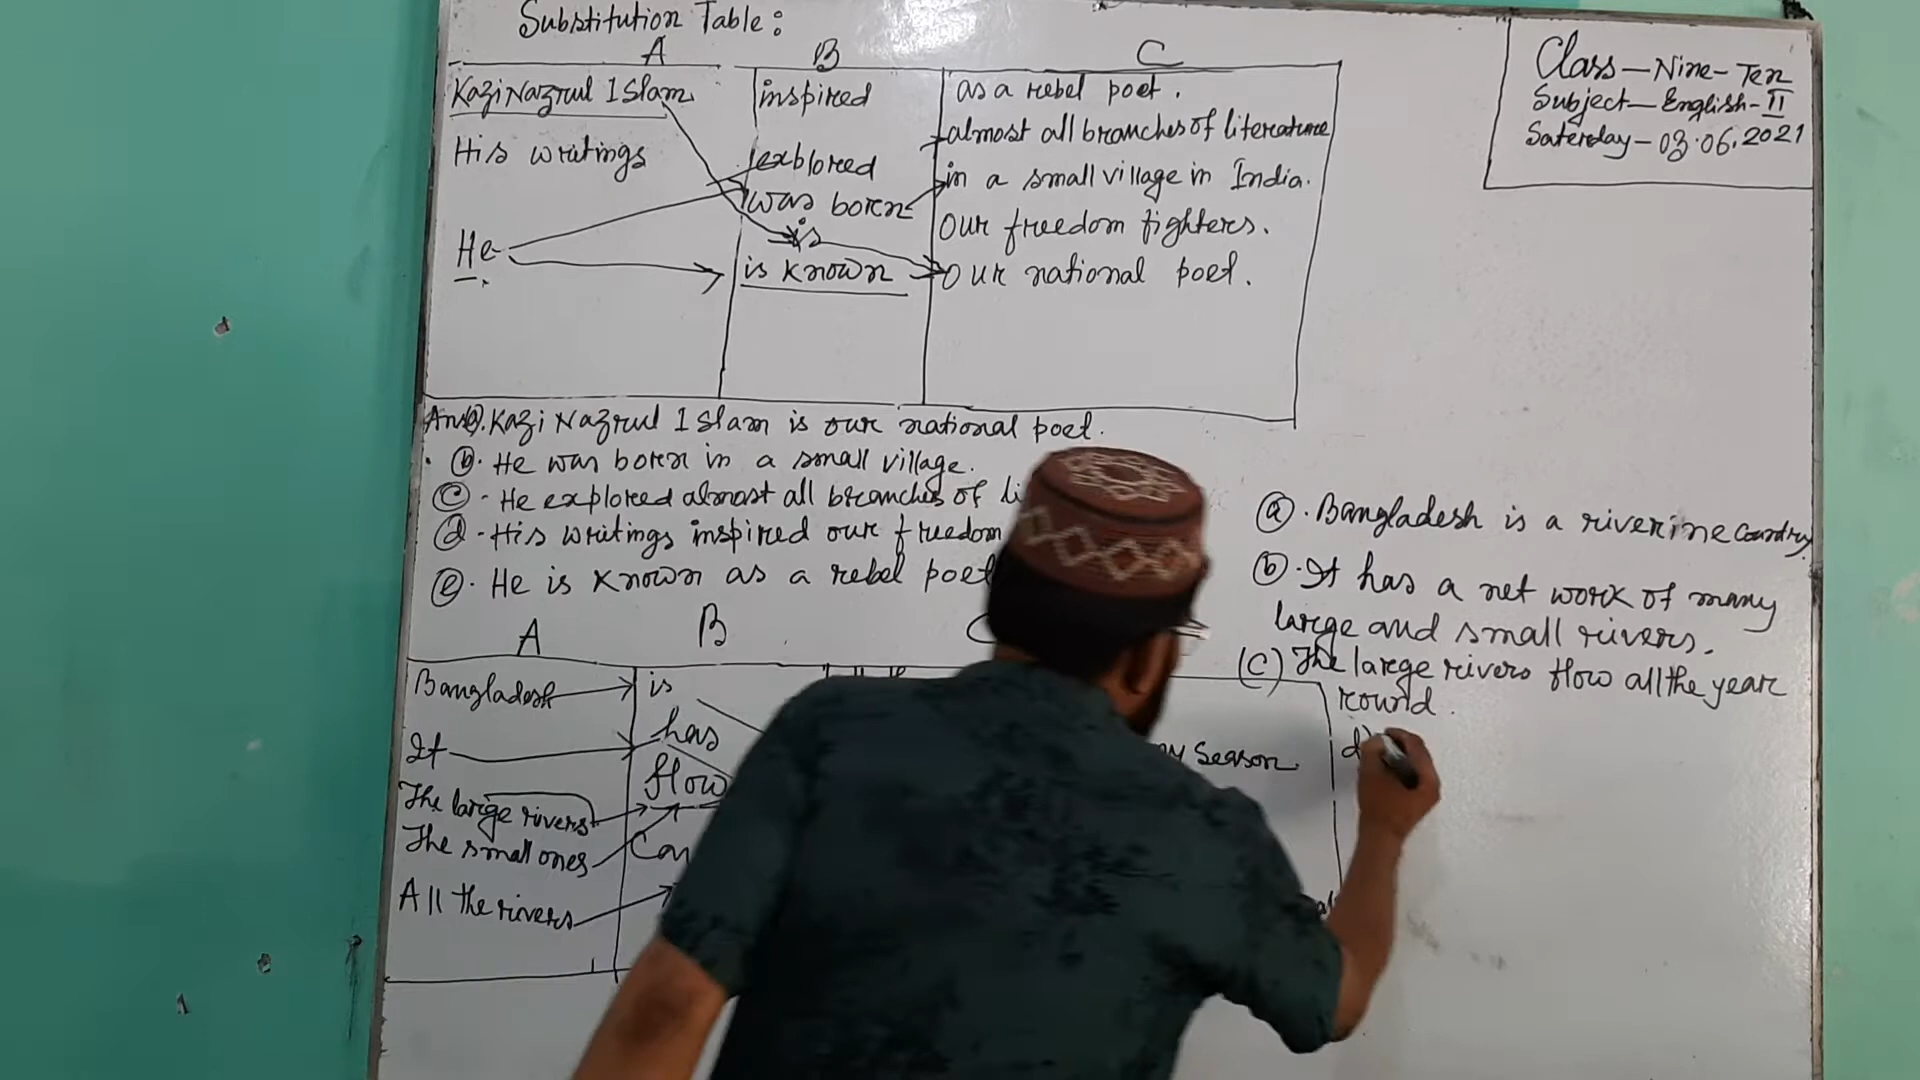 Substitution Table:
A B C
Kazi Nazrul Islam inspired as a rebel poet.
His writings explored almost all branches of literature
was born in a small village in India.
is our freedom fighters.
He is known our national poet.
Ans: (a). Kazi Nazrul Islam is our national poet.
(b). He was born in a small village.
(c) - He explored almost all branches of li
(d) - His writings inspired our freedom
(e). He is known as a rebel poet
A B C
Bangladesh is
It has y season.
The large rivers flow
The small ones Can
All the rivers
Class - Nine - Ten
Subject - English - II
Saterday - 03.06.2021
(a). Bangladesh is a riverine country.
(b). It has a net work of many
large and small rivers.
(c) The large rivers flow all the year
round.
d)